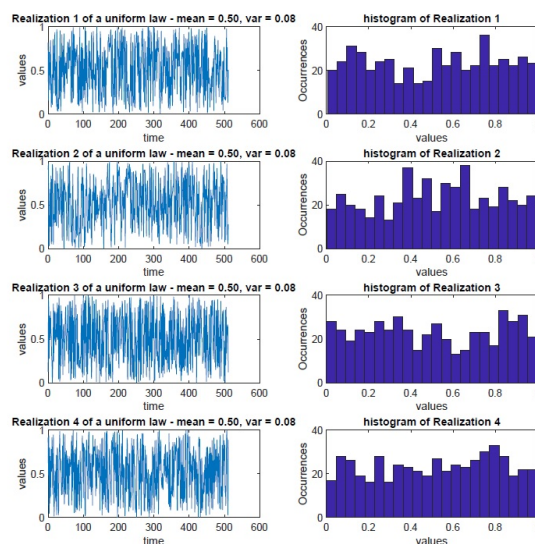 Realization 1 of a uniform law - mean = 0.50, var = 0.08
1
0.5
0
values
0 100 200 300 400 500 600
time
histogram of Realization 1
40
20
0
Occurrences
0.2 0.4 0.6 0.8
values
Realization 2 of a uniform law - mean = 0.50, var = 0.08
1
0.5
0
values
0 100 200 300 400 500 600
time
histogram of Realization 2
40
20
0
Occurrences
0 0.2 0.4 0.6 0.8
values
Realization 3 of a uniform law - mean = 0.50, var = 0.08
1
0.5
0
values
0 100 200 300 400 500 600
time
histogram of Realization 3
40
20
0
Occurrences
0 0.2 0.4 0.6 0.8
values
Realization 4 of a uniform law - mean = 0.50, var = 0.08
1
0.5
0
values
0 100 200 300 400 500 600
time
histogram of Realization 4
40
20
0
Occurrences
0 0.2 0.4 0.6 0.8
values